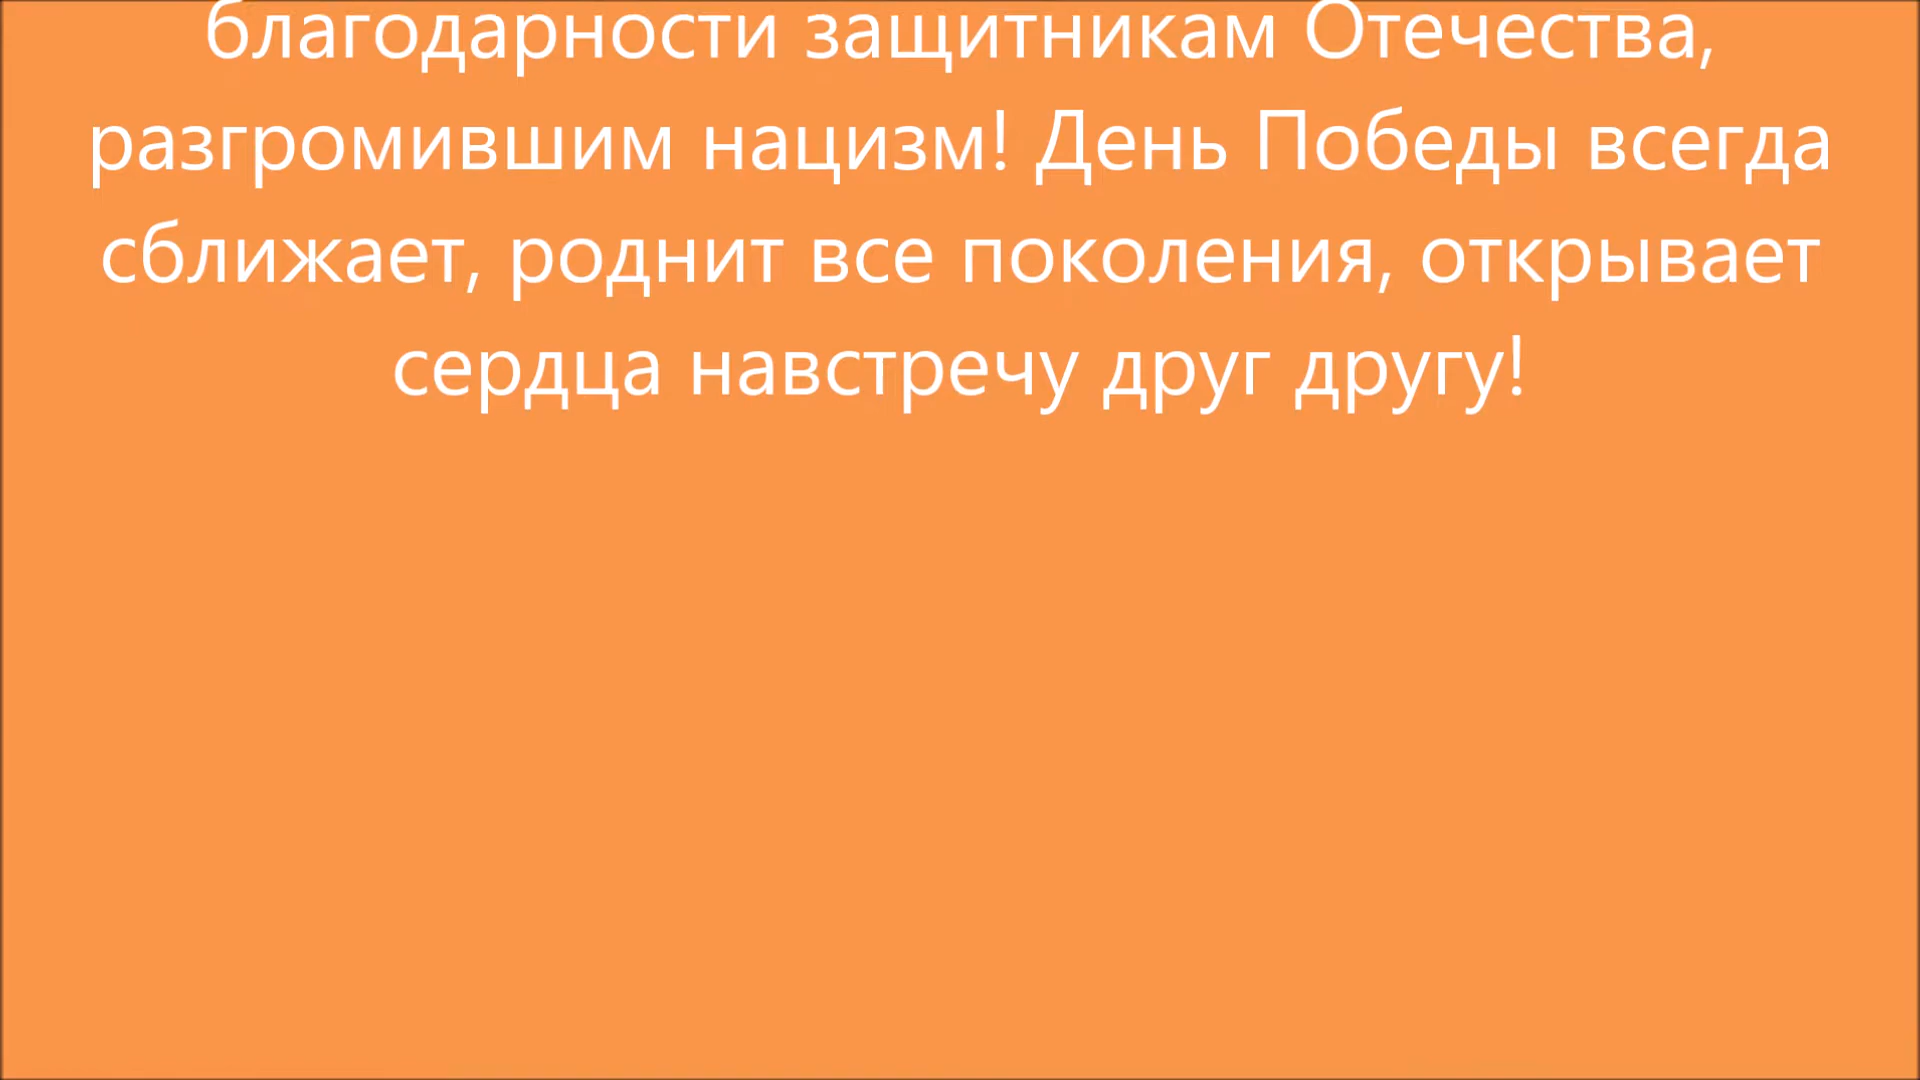 благодарности защитникам Отечества,
разгромившим нацизм! День Победы всегда
сближает, роднит все поколения, открывает
сердца навстречу друг другу!